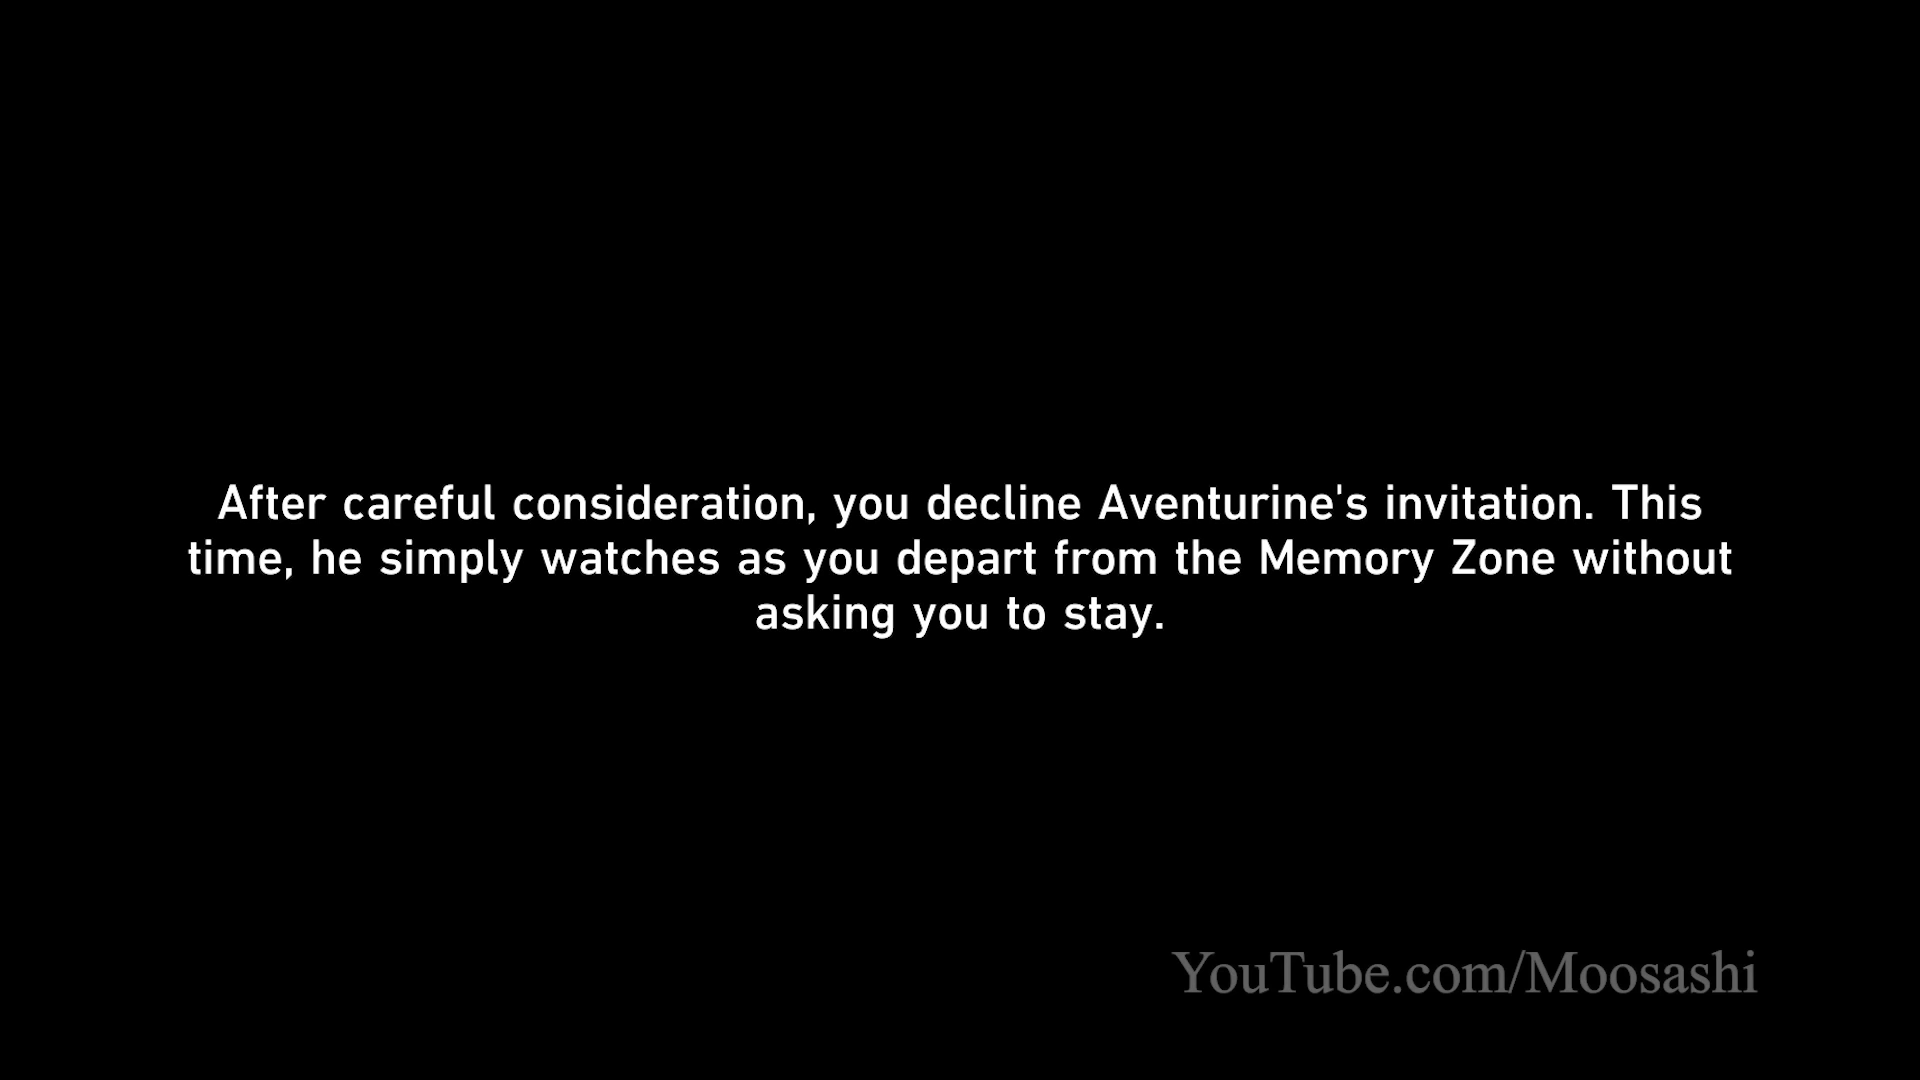 After careful consideration, you decline Aventurine's invitation. This
time, he simply watches as you depart from the Memory Zone without
asking you to stay.
YouTube.com/Moosashi